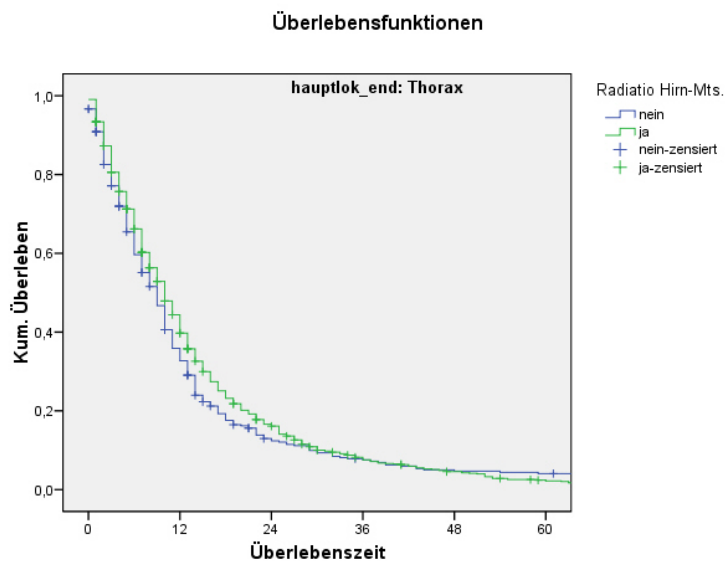 Überlebensfunktionen
hauptlok_end: Thorax
Radiatio Hirn-Mts.
nein
ja
nein-zensiert
ja-zensiert
Kum. Überleben
1,0
0,8
0,6
0,4
0,2
0,0
0 12 24 36 48 60
Überlebenszeit